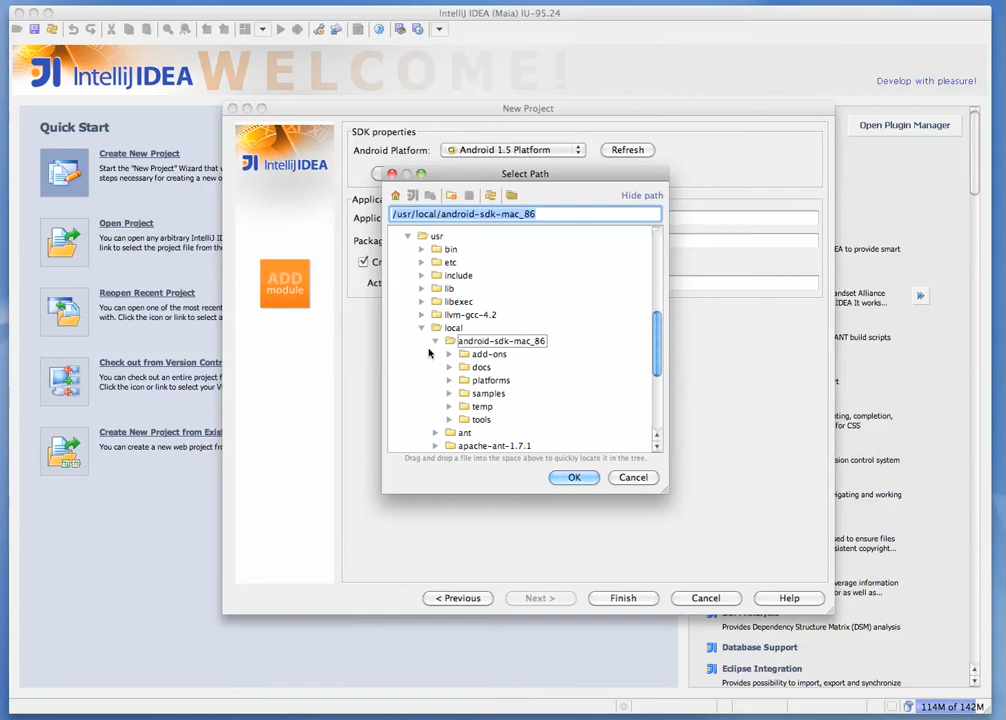 IntelliJ IDEA (Maia) IU-95.24
IntelliJ IDEA WELCOME!
Develop with pleasure!
Quick Start
Create New Project
Start the "New Project" Wizard that w
steps necessary for creating a new
Open Project
You can open any arbitrary IntelliJ ID
link to select the project file from the
Reopen Recent Project
You can open one of the most recent
with. Click the icon or link to select
Check out from Version Contr
You can check out an entire project f
Click the icon or link to select your V
Create New Project from Exis
You can create a new web project fr
Open Plugin Manager
EA to provide smart
andset Alliance
IDEA It works...
ting, completion,
for CSS
ion control system
vigating and working
ed to ensure files
sistent copyright...
verage information
or as well as...
Provides Dependency Structure Matrix (DSM) analysis
Database Support
Eclipse Integration
Provides possibility to import, export and synchronize
114M of 142M
New Project
IntelliJ IDEA
ADD
module
SDK properties
Android Platform:
Android 1.5 Platform
Refresh
Applic
Applic
Packag
Cr
Act
< Previous
Next >
Finish
Cancel
Help
Select Path
Hide path
/usr/local/android-sdk-mac_86
usr
bin
etc
include
lib
libexec
llvm-gcc-4.2
local
android-sdk-mac_86
add-ons
docs
platforms
samples
temp
tools
ant
apache-ant-1.7.1
Drag and drop a file into the space above to quickly locate it in the tree.
OK
Cancel